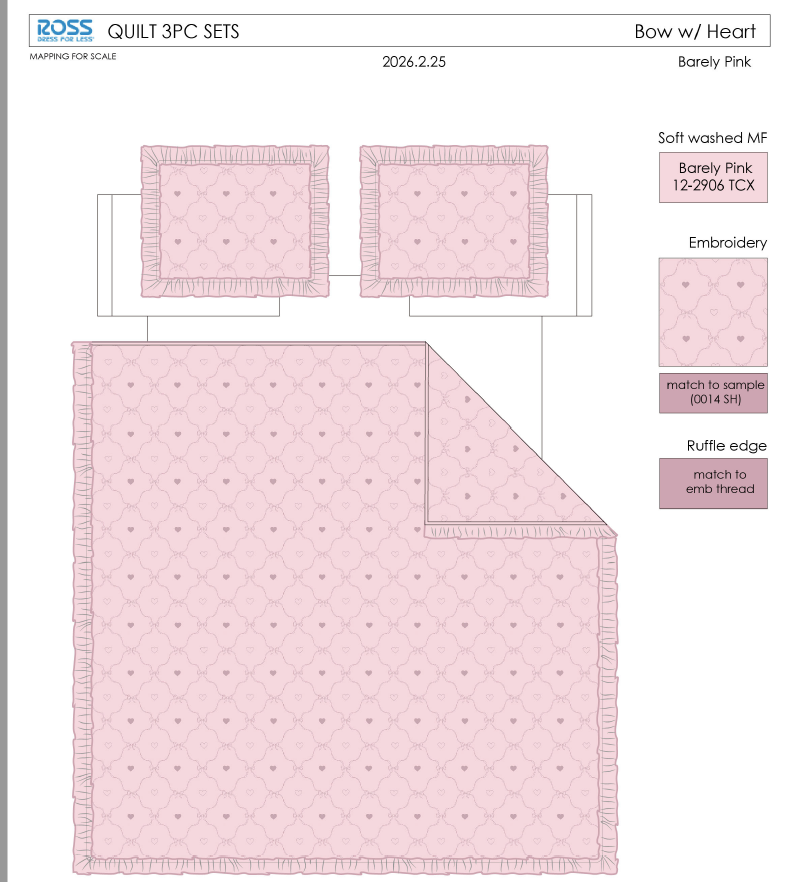 ROSS
DRESS FOR LESS
QUILT 3PC SETS
Bow w/ Heart
MAPPING FOR SCALE
2026.2.25
Barely Pink
Soft washed MF
Barely Pink
12-2906 TCX
Embroidery
match to sample
(0014 SH)
Ruffle edge
match to
emb thread